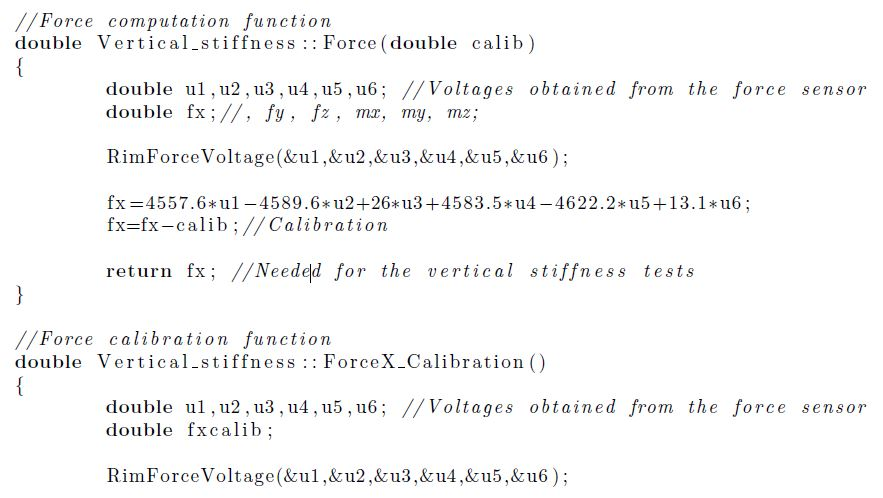 //Force computation function
double Vertical_stiffness::Force(double calib)
{
double u1,u2,u3,u4,u5,u6; //Voltages obtained from the force sensor
double fx;//, fy, fz, mx, my, mz;
RimForceVoltage(&u1,&u2,&u3,&u4,&u5,&u6);
fx=4557.6*u1-4589.6*u2+26*u3+4583.5*u4-4622.2*u5+13.1*u6;
fx=fx-calib;//Calibration
return fx; //Needed for the vertical stiffness tests
}
//Force calibration function
double Vertical_stiffness::ForceX_Calibration()
{
double u1,u2,u3,u4,u5,u6; //Voltages obtained from the force sensor
double fxcalib;
RimForceVoltage(&u1,&u2,&u3,&u4,&u5,&u6);